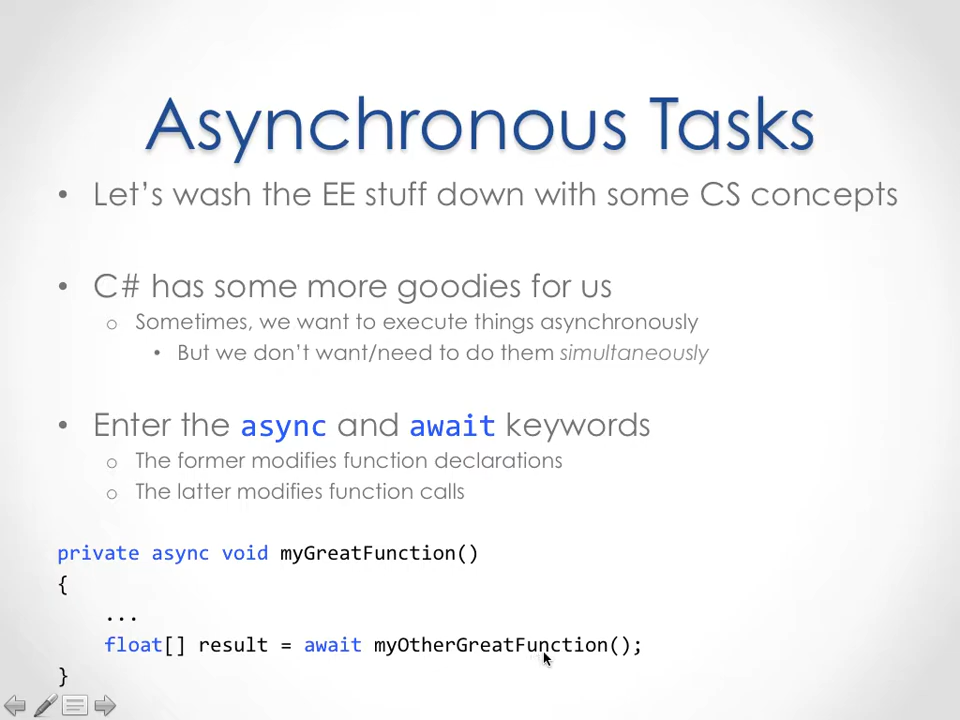 Asynchronous Tasks
• Let's wash the EE stuff down with some CS concepts
• C# has some more goodies for us
o Sometimes, we want to execute things asynchronously
• But we don't want/need to do them simultaneously
• Enter the async and await keywords
o The former modifies function declarations
o The latter modifies function calls
private async void myGreatFunction()
{
    ...
    float[] result = await myOtherGreatFunction();
}